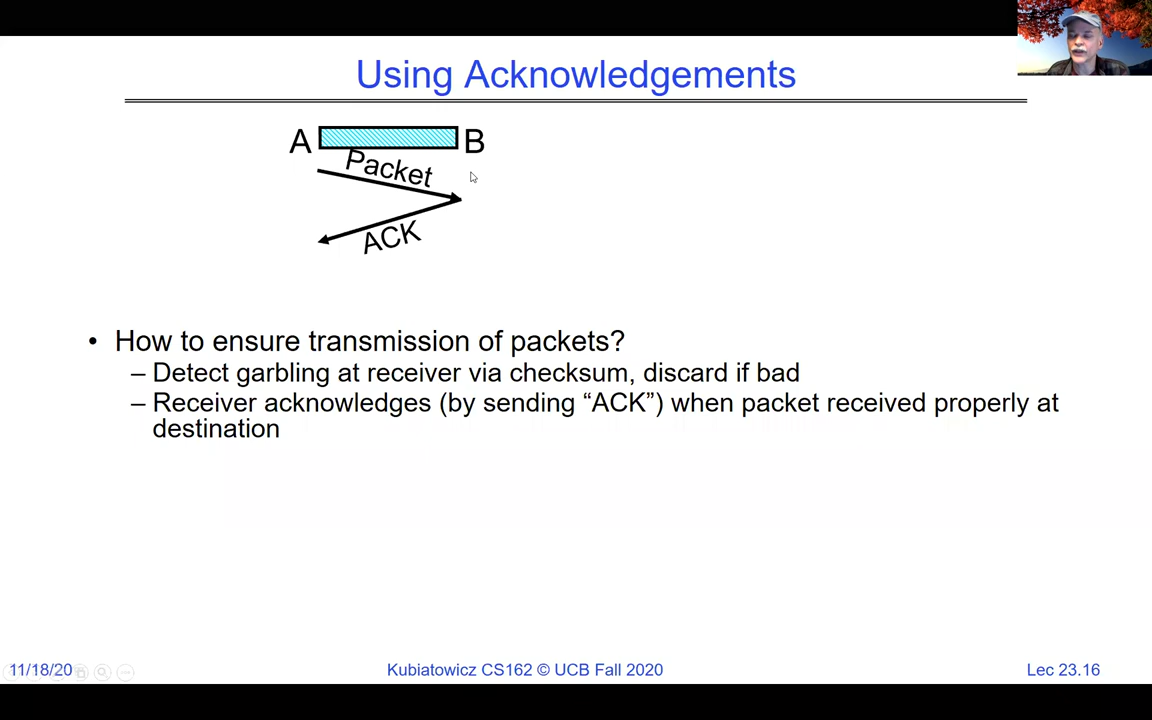 Using Acknowledgements
A
B
Packet
ACK
• How to ensure transmission of packets?
– Detect garbling at receiver via checksum, discard if bad
– Receiver acknowledges (by sending “ACK”) when packet received properly at
destination
11/18/20
Kubiatowicz CS162 © UCB Fall 2020
Lec 23.16